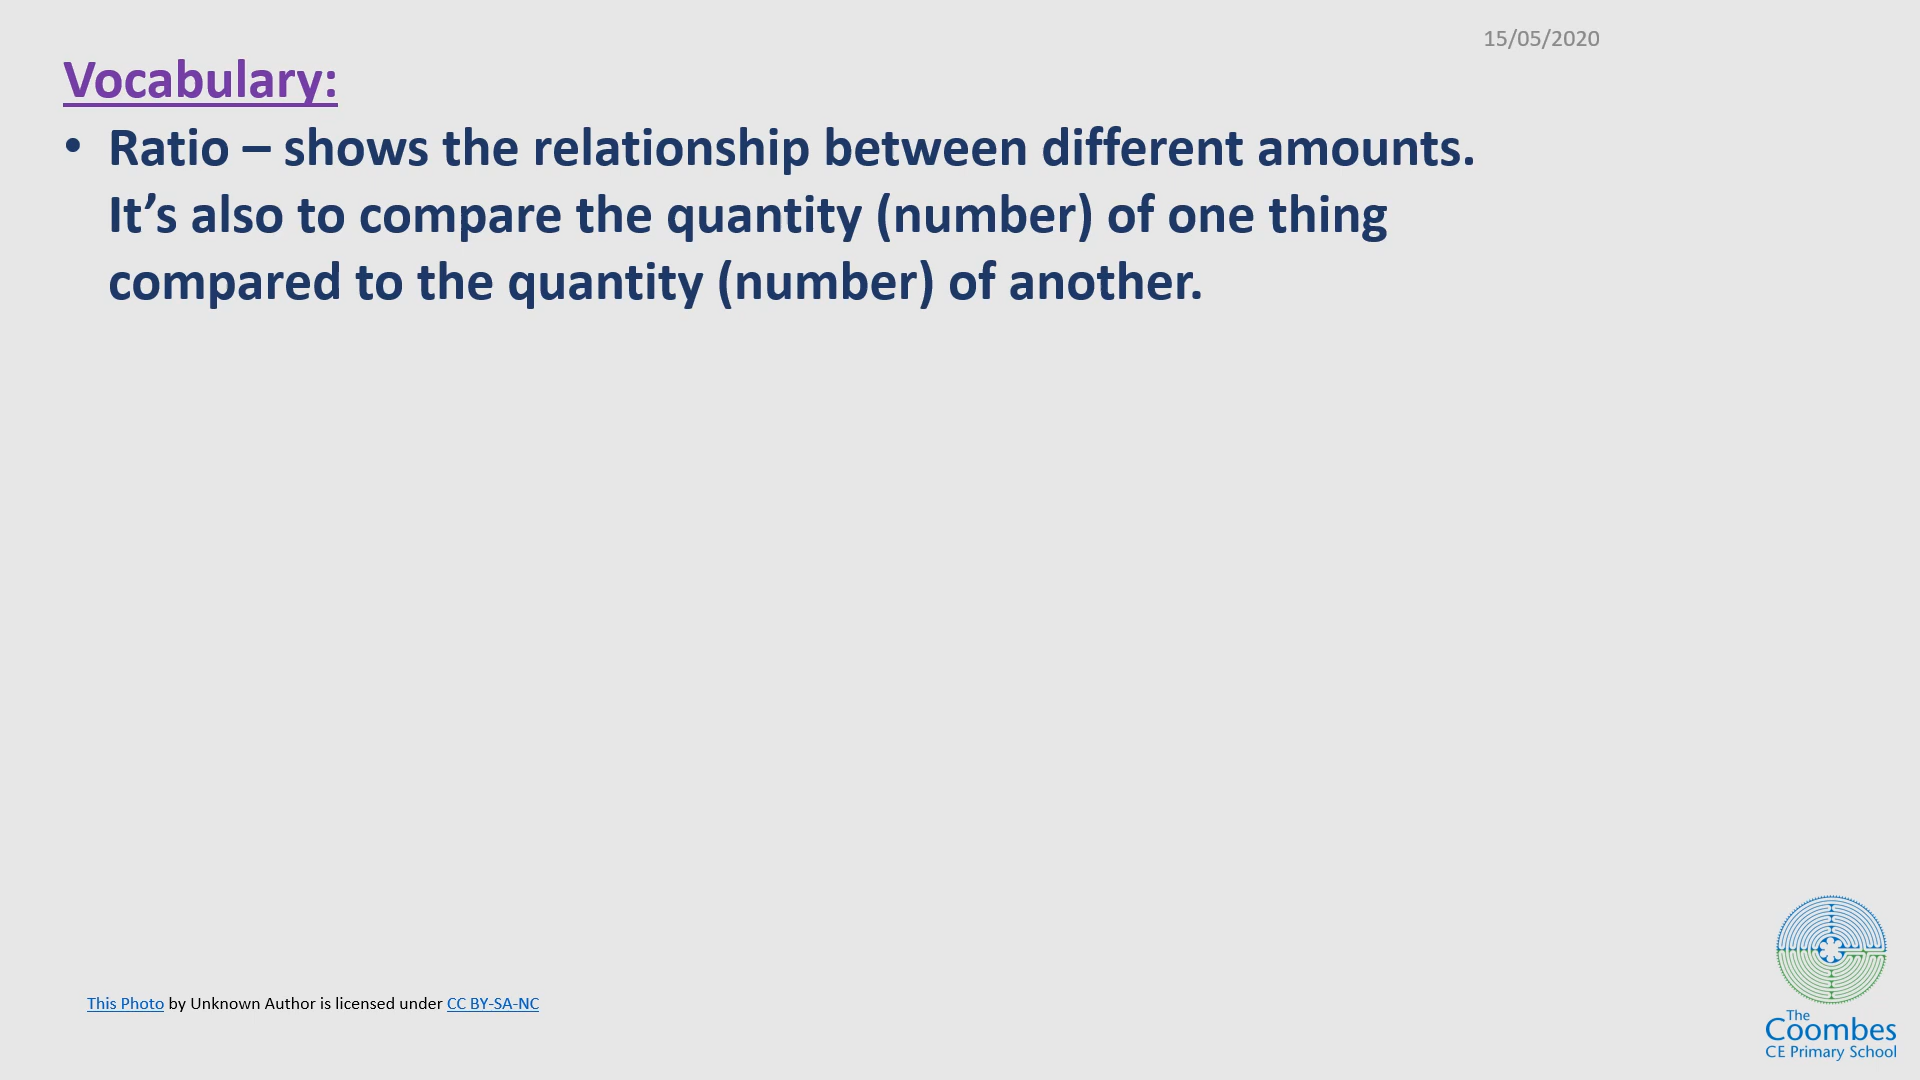 15/05/2020
Vocabulary:
• Ratio – shows the relationship between different amounts.
It’s also to compare the quantity (number) of one thing
compared to the quantity (number) of another.
This Photo by Unknown Author is licensed under CC BY-SA-NC
The
Coombes
CE Primary School